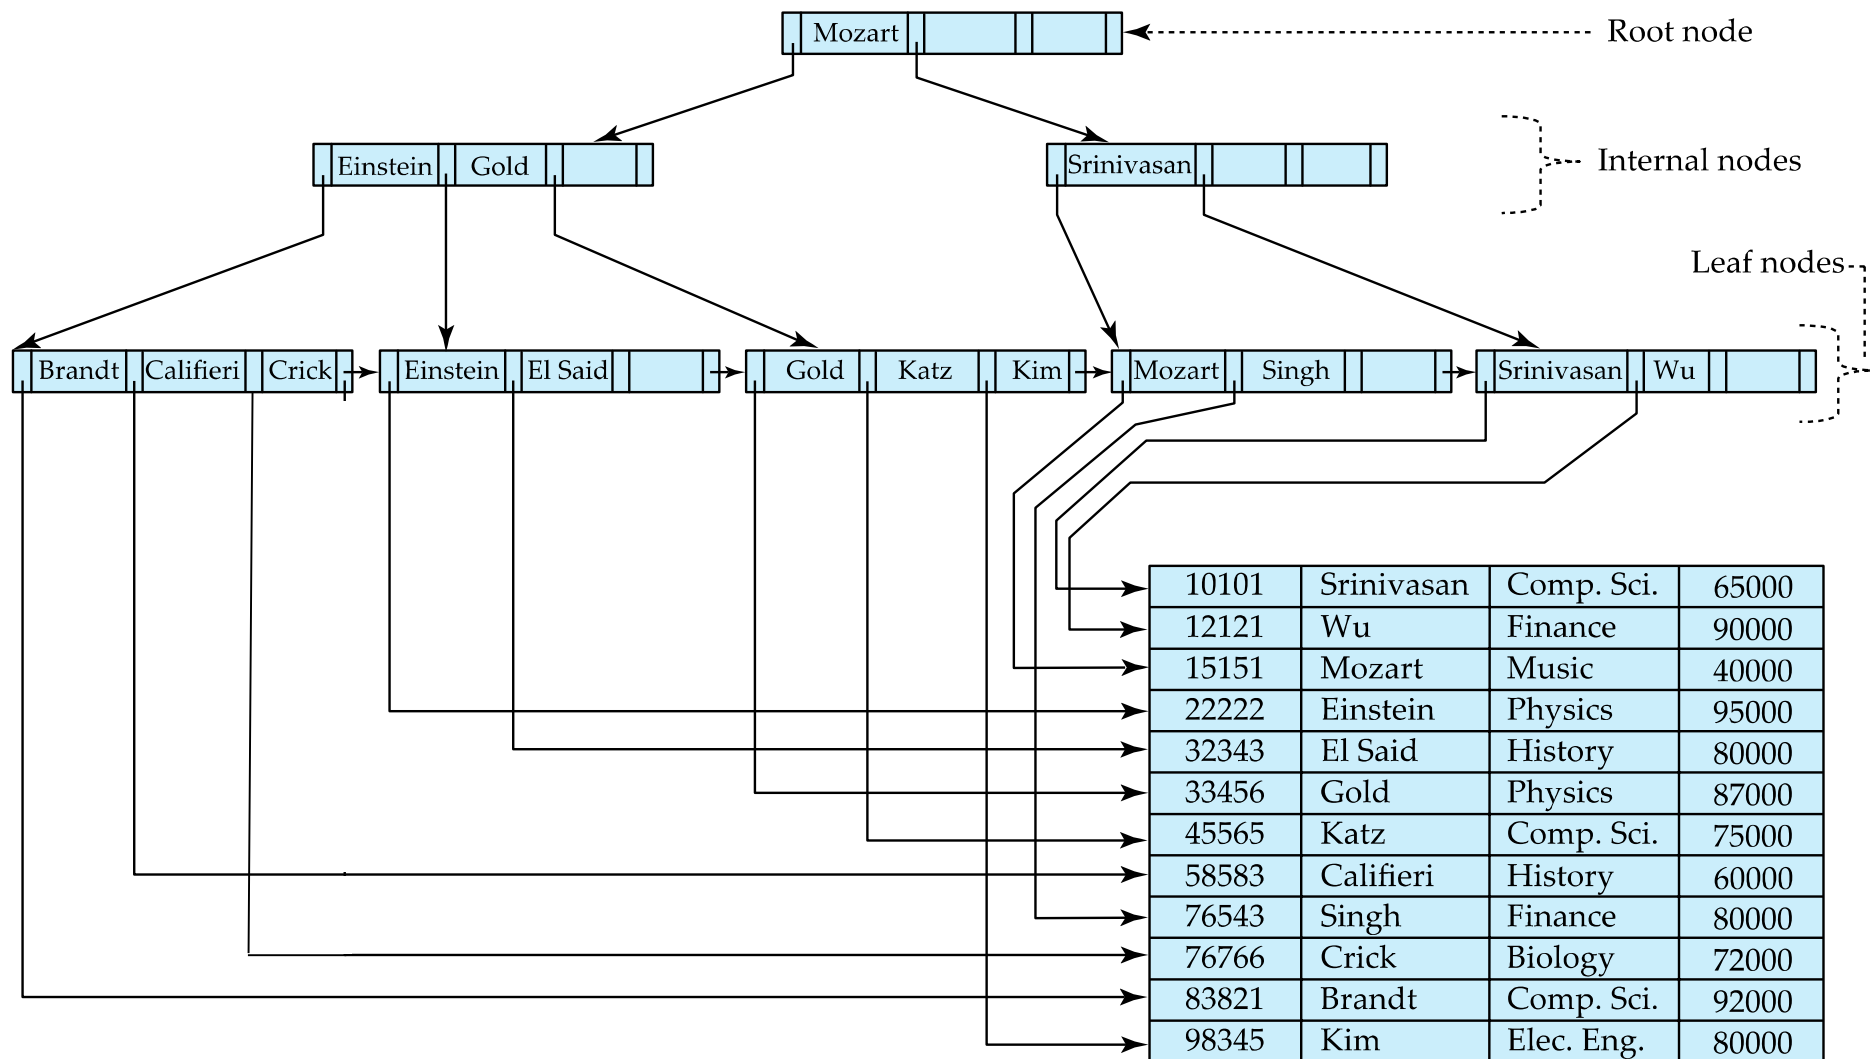 Mozart
Root node
Einstein Gold
Srinivasan
Internal nodes
Leaf nodes
Brandt Califieri Crick
Einstein El Said
Gold Katz Kim
Mozart Singh
Srinivasan Wu
10101 Srinivasan Comp. Sci. 65000
12121 Wu Finance 90000
15151 Mozart Music 40000
22222 Einstein Physics 95000
32343 El Said History 80000
33456 Gold Physics 87000
45565 Katz Comp. Sci. 75000
58583 Califieri History 60000
76543 Singh Finance 80000
76766 Crick Biology 72000
83821 Brandt Comp. Sci. 92000
98345 Kim Elec. Eng. 80000